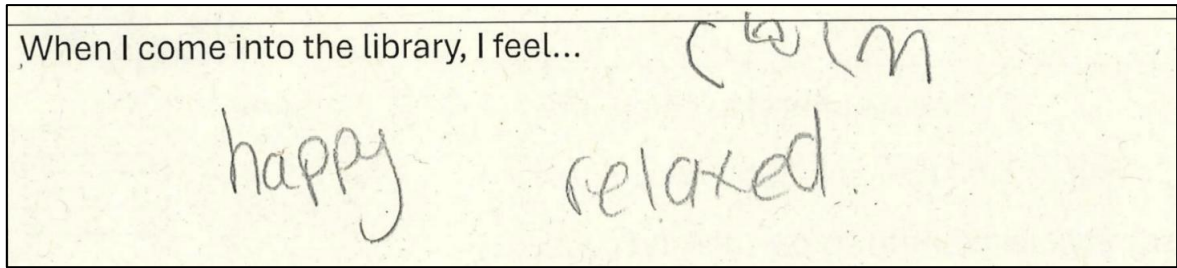 When I come into the library, I feel... calm
happy relaxed.